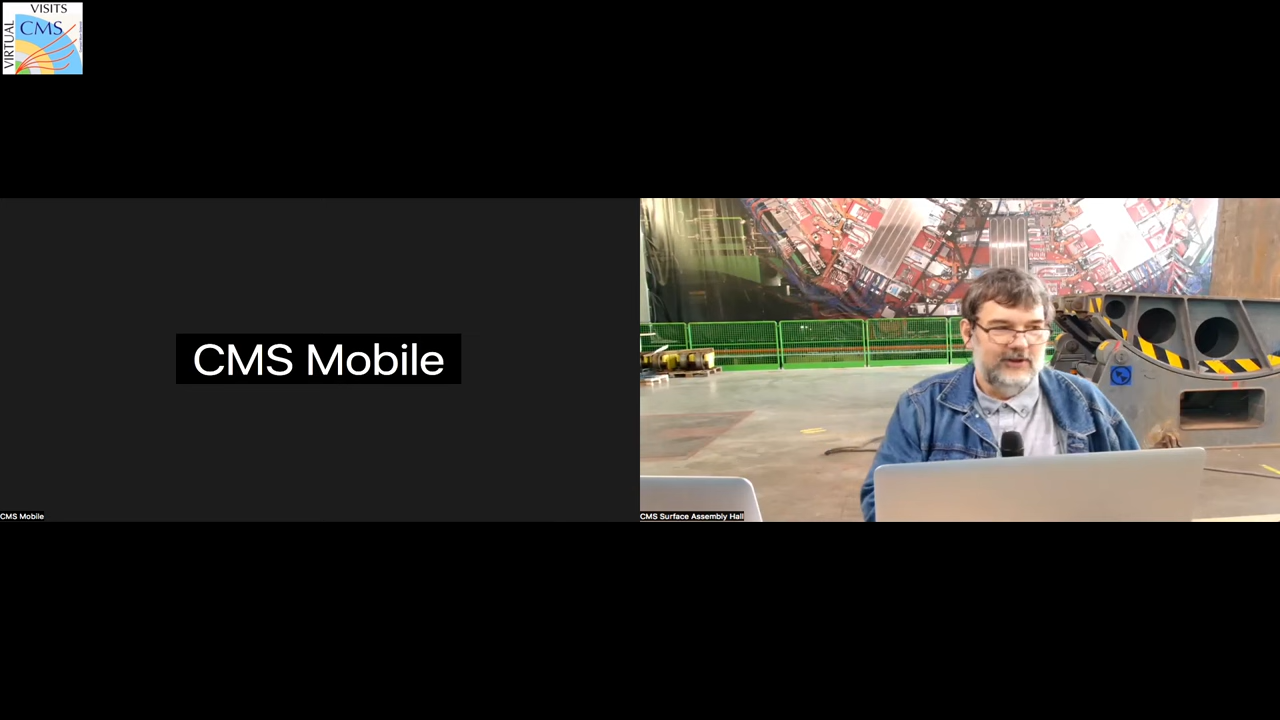 VISITS
VIRTUAL
CMS
CMS Mobile
CMS Mobile
CMS Surface Assembly Hall